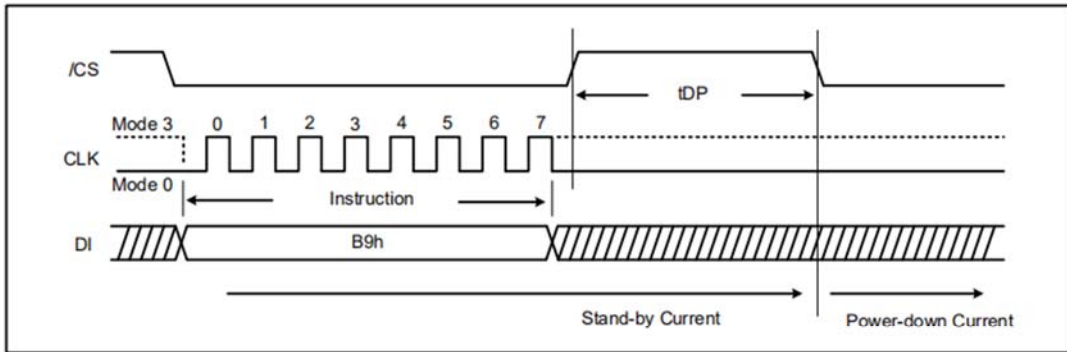 /CS
tDP
Mode 3
0 1 2 3 4 5 6 7
CLK
Mode 0
Instruction
DI
B9h
Stand-by Current
Power-down Current